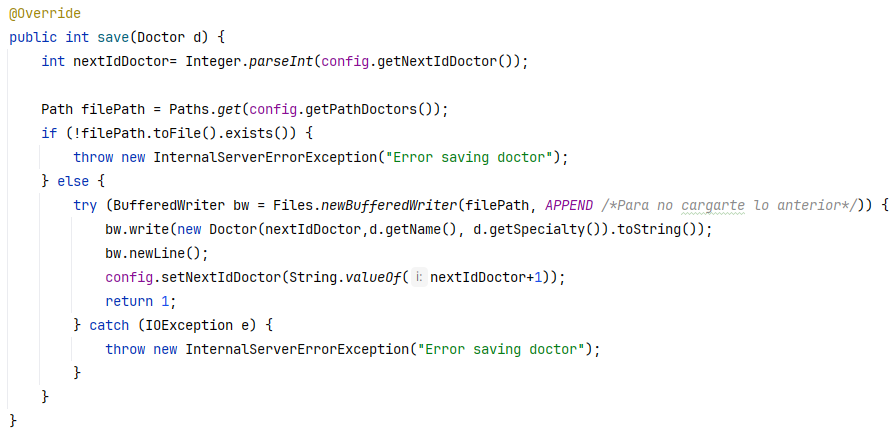 @Override
public int save(Doctor d) {
    int nextIdDoctor= Integer.parseInt(config.getNextIdDoctor());

    Path filePath = Paths.get(config.getPathDoctors());
    if (!filePath.toFile().exists()) {
        throw new InternalServerErrorException("Error saving doctor");
    } else {
        try (BufferedWriter bw = Files.newBufferedWriter(filePath, APPEND /*Para no cargarte lo anterior*/)) {
            bw.write(new Doctor(nextIdDoctor,d.getName(), d.getSpecialty()).toString());
            bw.newLine();
            config.setNextIdDoctor(String.valueOf( i: nextIdDoctor+1));
            return 1;
        } catch (IOException e) {
            throw new InternalServerErrorException("Error saving doctor");
        }
    }
}